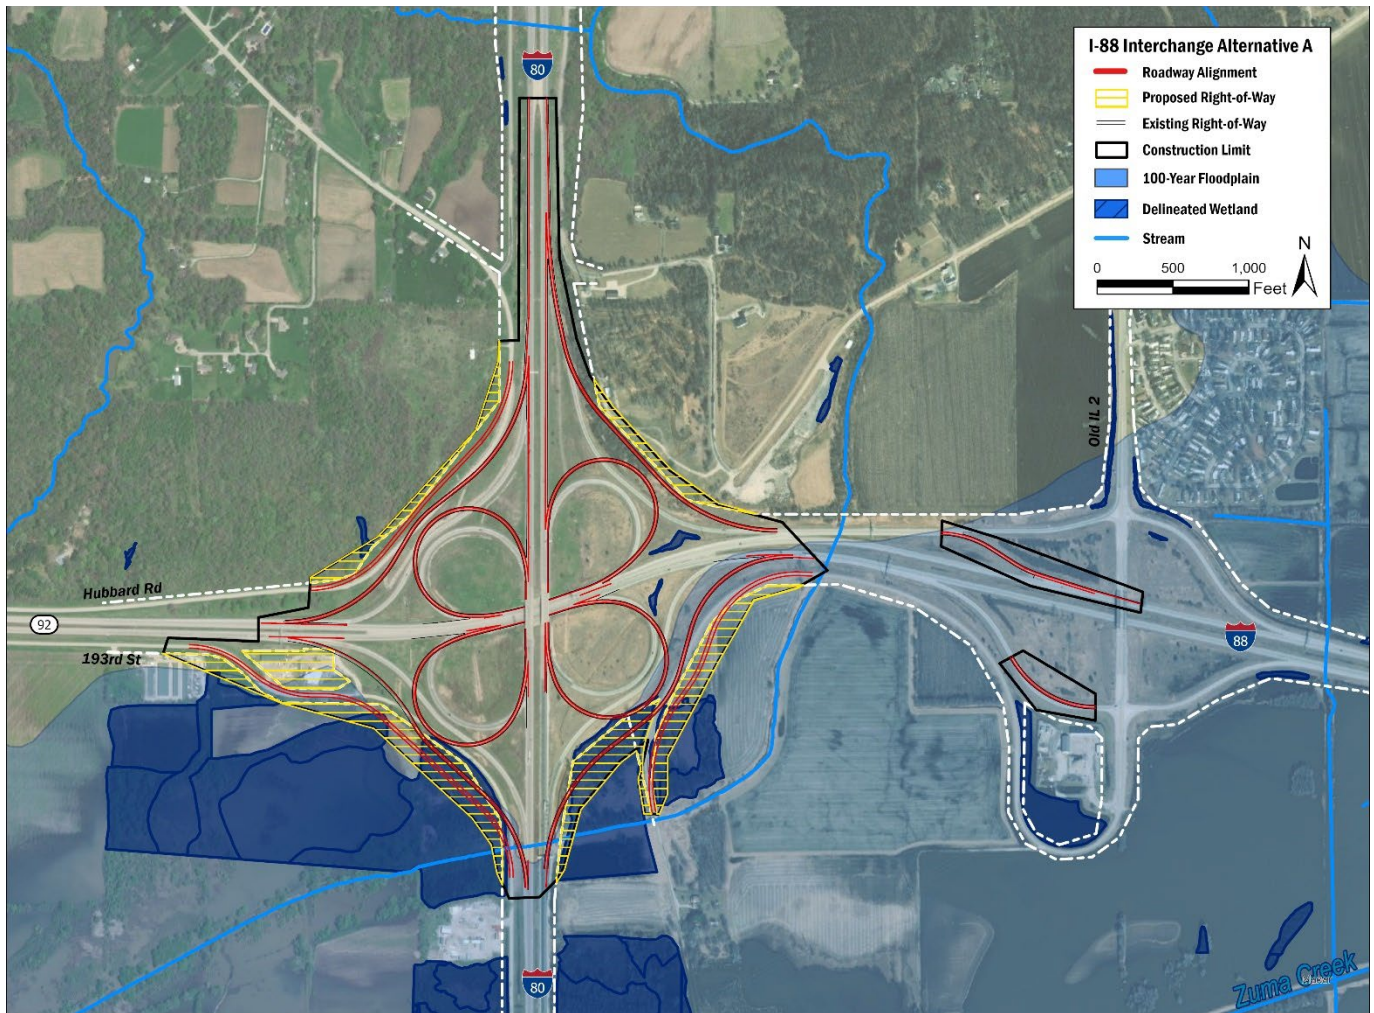 80
I-88 Interchange Alternative A
Roadway Alignment
Proposed Right-of-Way
Existing Right-of-Way
Construction Limit
100-Year Floodplain
Delineated Wetland
Stream
N
0 500 1,000
Feet
Old IL 2
Hubbard Rd
92
193rd St
88
80
Zuma Creek